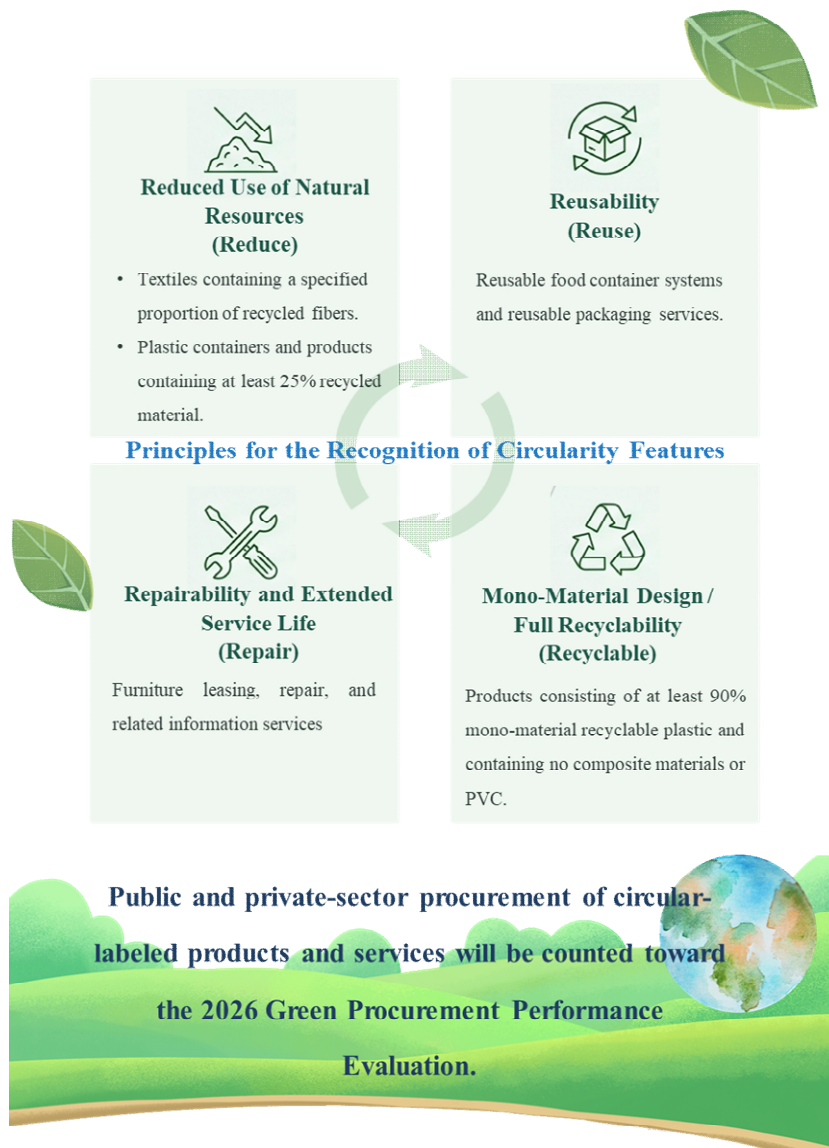 Reduced Use of Natural
Resources
(Reduce)
• Textiles containing a specified
proportion of recycled fibers.
• Plastic containers and products
containing at least 25% recycled
material.
Reusability
(Reuse)
Reusable food container systems
and reusable packaging services.
Principles for the Recognition of Circularity Features
Repairability and Extended
Service Life
(Repair)
Furniture leasing, repair, and
related information services
Mono-Material Design /
Full Recyclability
(Recyclable)
Products consisting of at least 90%
mono-material recyclable plastic and
containing no composite materials or
PVC.
Public and private-sector procurement of circular-
labeled products and services will be counted toward
the 2026 Green Procurement Performance
Evaluation.